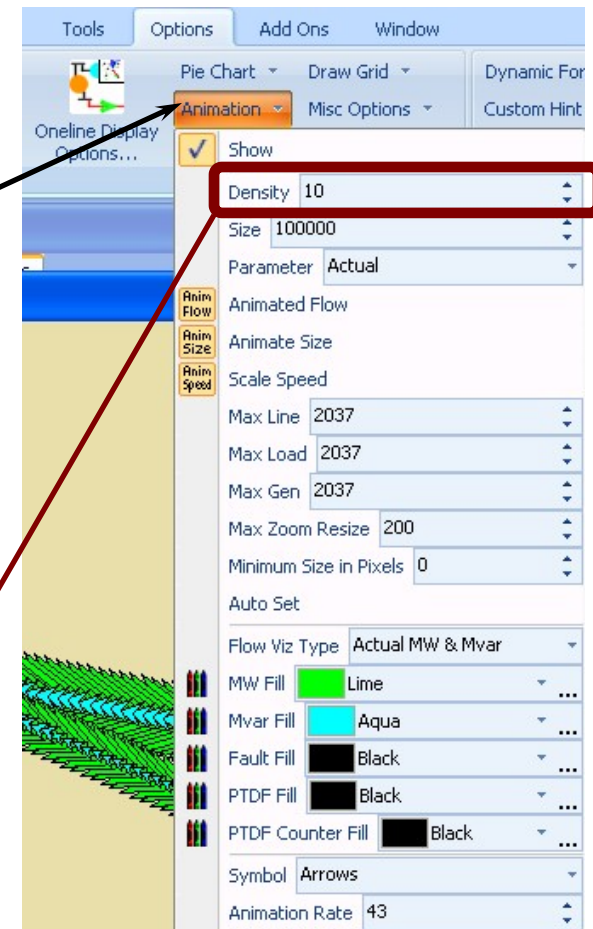 Tools Options Add Ons Window
Pie Chart Draw Grid Dynamic For
Animation Misc Options Custom Hint
Oneline Display
Options...
Show
Density 10
Size 100000
Parameter Actual
Anim
Flow Animated Flow
Anim
Size Animate Size
Anim
Speed Scale Speed
Max Line 2037
Max Load 2037
Max Gen 2037
Max Zoom Resize 200
Minimum Size in Pixels 0
Auto Set
Flow Viz Type Actual MW & Mvar
MW Fill Lime ...
Mvar Fill Aqua ...
Fault Fill Black ...
PTDF Fill Black ...
PTDF Counter Fill Black ...
Symbol Arrows
Animation Rate 43